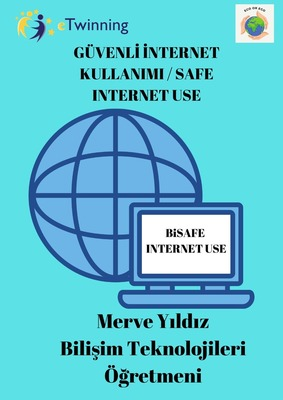 eTwinning
GÜVENLİ İNTERNET
KULLANIMI / SAFE
INTERNET USE
BiSAFE
INTERNET USE
Merve Yıldız
Bilişim Teknolojileri
Öğretmeni